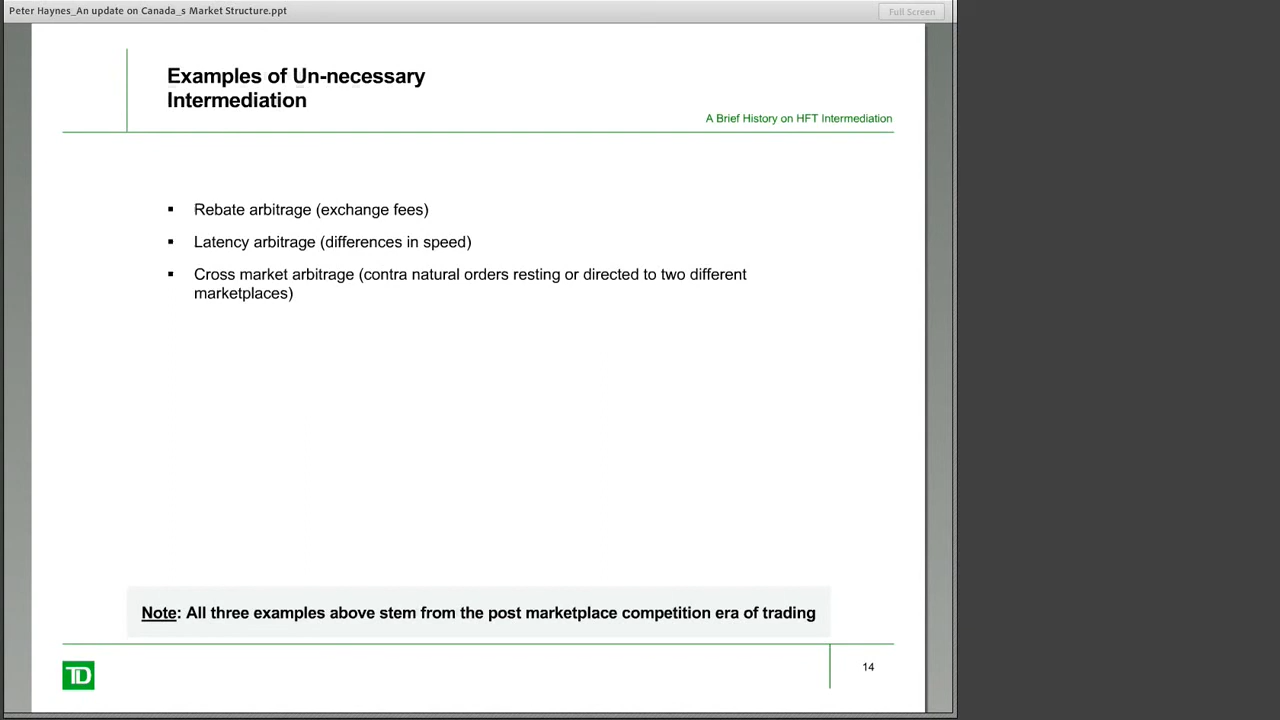 Peter Haynes_An update on Canada_s Market Structure.ppt
Full Screen
Examples of Un-necessary
Intermediation
A Brief History on HFT Intermediation
▪ Rebate arbitrage (exchange fees)
▪ Latency arbitrage (differences in speed)
▪ Cross market arbitrage (contra natural orders resting or directed to two different
marketplaces)
Note: All three examples above stem from the post marketplace competition era of trading
TD
14